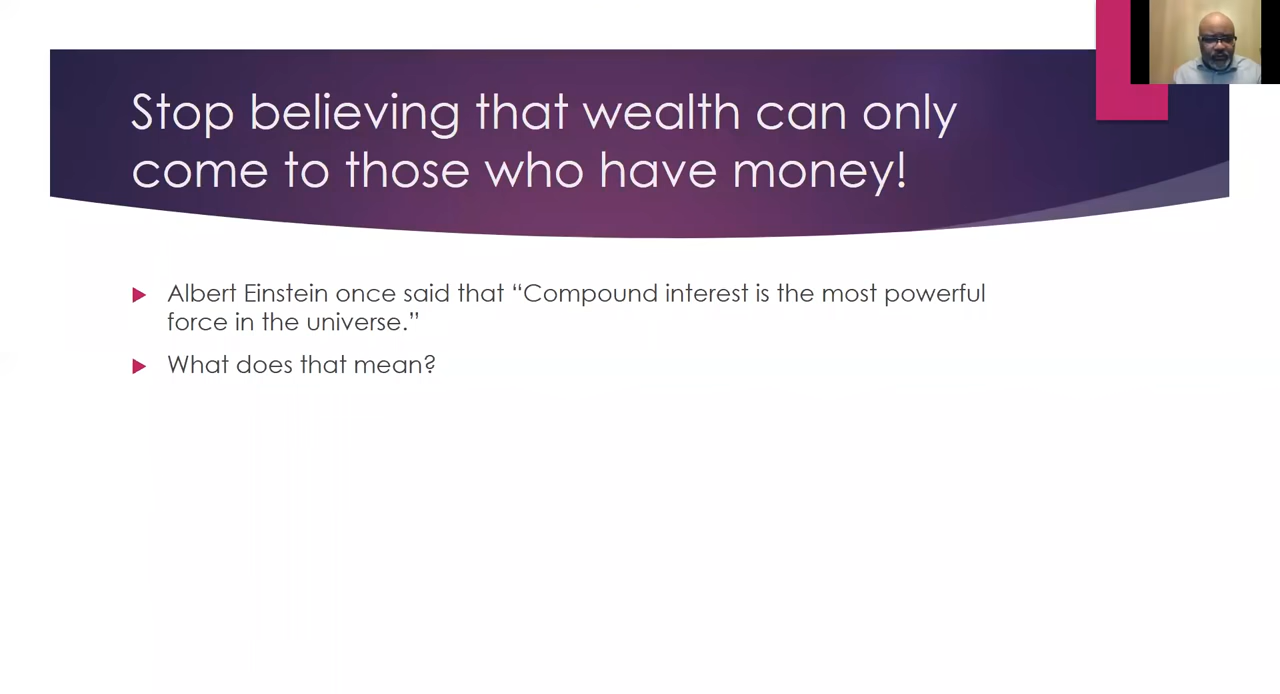 Stop believing that wealth can only
come to those who have money!
Albert Einstein once said that “Compound interest is the most powerful
force in the universe.”
What does that mean?